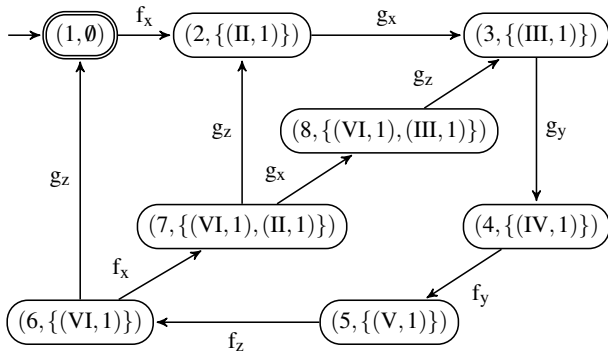 (1,∅) f_x (2,{(II,1)}) g_x (3,{(III,1)})
g_z
(8,{(VI,1),(III,1)})
g_z g_z g_x g_y
(7,{(VI,1),(II,1)}) (4,{(IV,1)})
f_x f_y
(6,{(VI,1)}) f_z (5,{(V,1)})